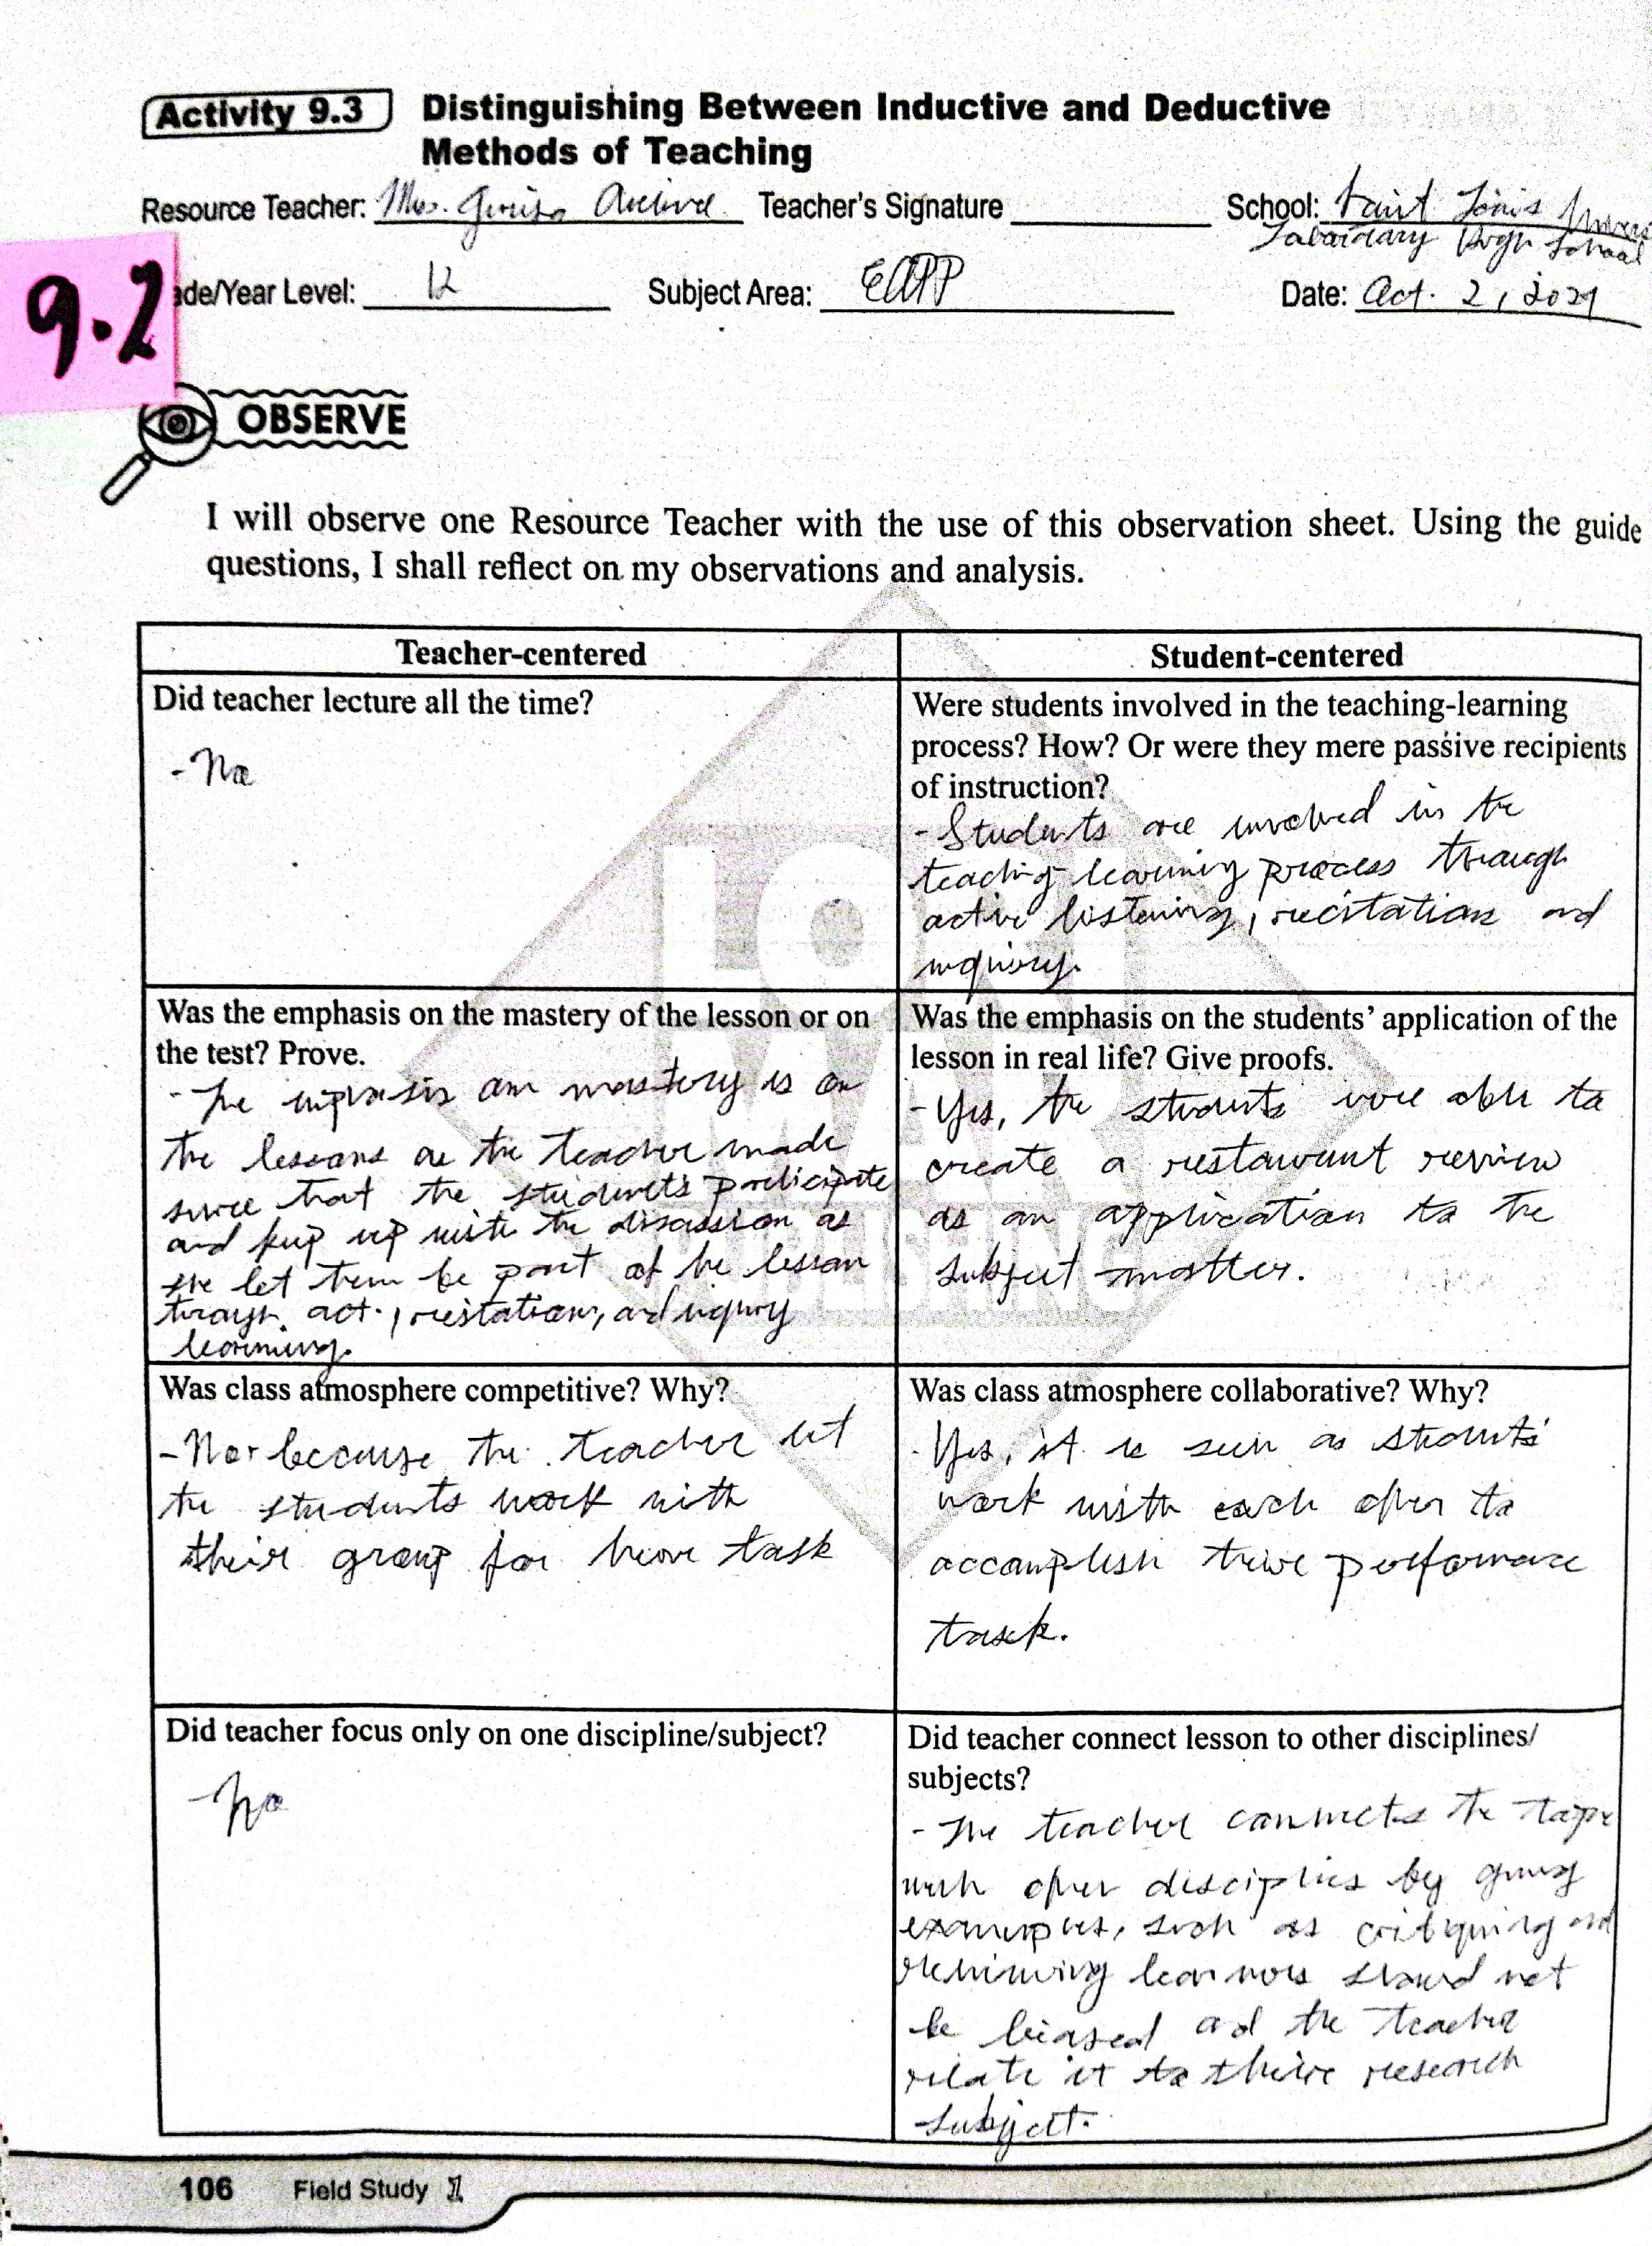 Activity 9.3 Distinguishing Between Inductive and Deductive
Methods of Teaching
Resource Teacher: Mrs. Teacher's Signature School: Saint Louis
Laboratory High School
ade/Year Level: 12 Subject Area: EAPP Date: Oct. 2, 2024
9.2
OBSERVE
I will observe one Resource Teacher with the use of this observation sheet. Using the guide
questions, I shall reflect on my observations and analysis.
Teacher-centered
Did teacher lecture all the time?
- No
Student-centered
Were students involved in the teaching-learning
process? How? Or were they mere passive recipients
of instruction?
- Students are involved in the
teaching-learning process through
active listening, recitation and
inquiry.
Was the emphasis on the mastery of the lesson or on
the test? Prove.
- The emphasis on mastery is on
the lessons as the teacher made
sure that the students participate
and keep up with the discussion as
she let them be part of the lesson
through act., recitation, and inquiry
learning.
Was the emphasis on the students' application of the
lesson in real life? Give proofs.
- Yes, the students were able to
create a restaurant review
as an application to the
subject matter.
Was class atmosphere competitive? Why?
- No, because the teacher let
the students work with
their group for task
Was class atmosphere collaborative? Why?
- Yes, it is seen as students
work with each other to
accomplish their performance
task.
Did teacher focus only on one discipline/subject?
- No
Did teacher connect lesson to other disciplines/
subjects?
- The teacher connects the topic
with other disciplines by giving
examples, such as critiquing and
reviewing learners should not
be biased and the teacher
relate it to their research
subject.
106 Field Study 1